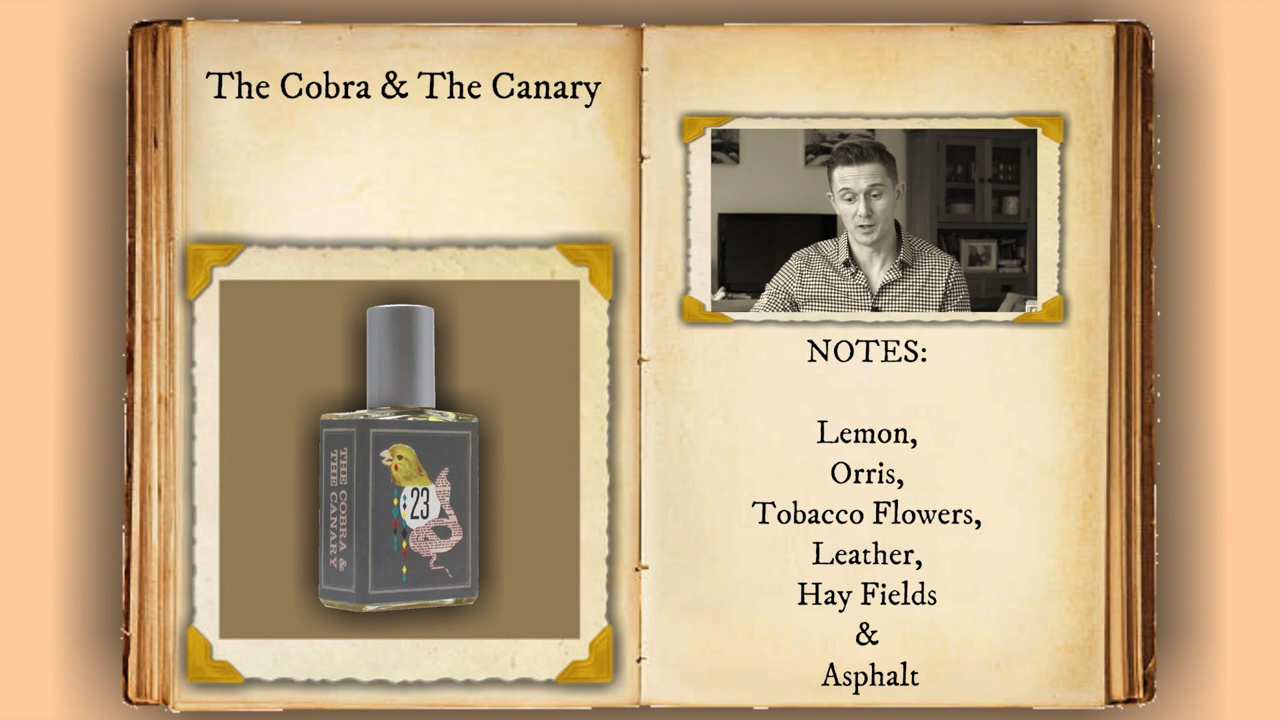 The Cobra & The Canary
THE COBRA &
THE CANARY
23
NOTES:
Lemon,
Orris,
Tobacco Flowers,
Leather,
Hay Fields
&
Asphalt